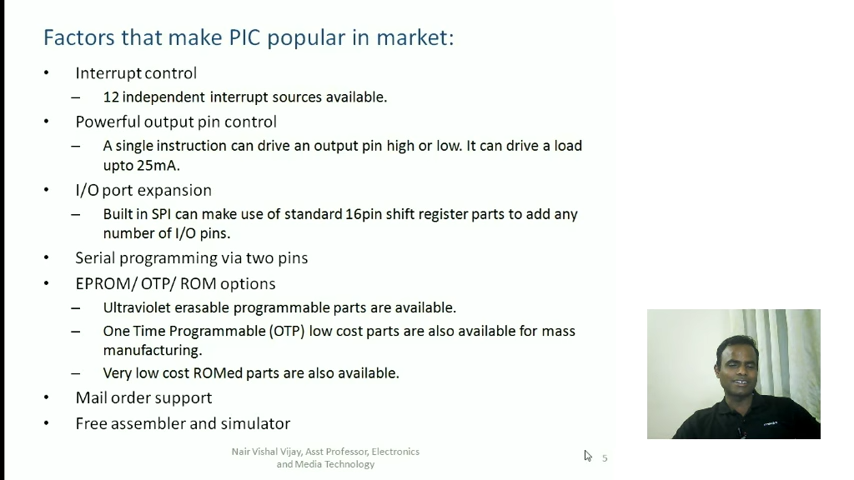 Factors that make PIC popular in market:
• Interrupt control
– 12 independent interrupt sources available.
• Powerful output pin control
– A single instruction can drive an output pin high or low. It can drive a load
upto 25mA.
• I/O port expansion
– Built in SPI can make use of standard 16pin shift register parts to add any
number of I/O pins.
• Serial programming via two pins
• EPROM/ OTP/ ROM options
– Ultraviolet erasable programmable parts are available.
– One Time Programmable (OTP) low cost parts are also available for mass
manufacturing.
– Very low cost ROMed parts are also available.
• Mail order support
• Free assembler and simulator
Nair Vishal Vijay, Asst Professor, Electronics
and Media Technology
5